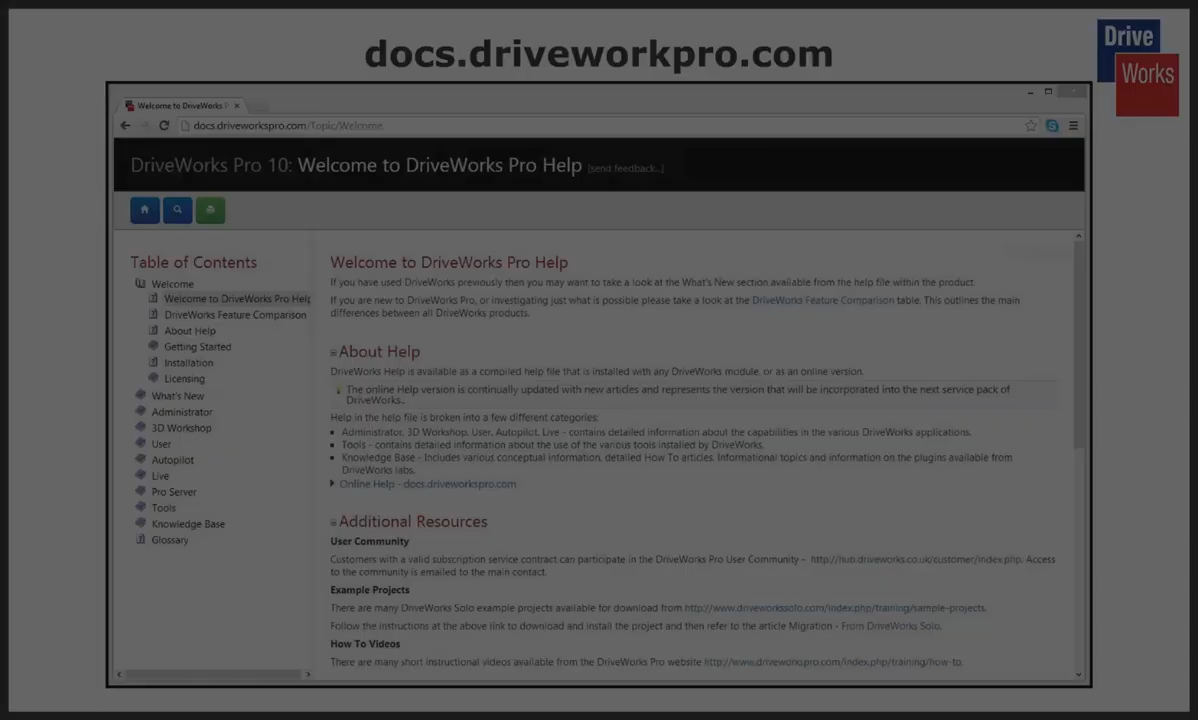 docs.driveworkpro.com
Drive
Works
Welcome to DriveWorks P
docs.driveworkspro.com/Topic/Welcome
DriveWorks Pro 10: Welcome to DriveWorks Pro Help [send feedback..]
Table of Contents
Welcome
Welcome to DriveWorks Pro Help
DriveWorks Feature Comparison
About Help
Getting Started
Installation
Licensing
What's New
Administrator
3D Workshop
User
Autopilot
Live
Pro Server
Tools
Knowledge Base
Glossary
Welcome to DriveWorks Pro Help
If you have used DriveWorks previously then you may want to take a look at the What's New section available from the help file within the product.
If you are new to DriveWorks Pro, or investigating just what is possible please take a look at the DriveWorks Feature Comparison table. This outlines the main
differences between all DriveWorks products.
About Help
DriveWorks Help is available as a compiled help file that is installed with any DriveWorks module, or as an online version.
The online Help version is continually updated with new articles and represents the version that will be incorporated into the next service pack of
DriveWorks..
Help in the help file is broken into a few different categories:
Administrator, 3D Workshop, User, Autopilot, Live - contains detailed information about the capabilities in the various DriveWorks applications.
Tools - contains detailed information about the use of the various tools installed by DriveWorks.
Knowledge Base - Includes various conceptual information, detailed How To articles, Informational topics and information on the plugins available from
DriveWorks labs.
Online Help - docs.driveworkspro.com
Additional Resources
User Community
Customers with a valid subscription service contract can participate in the DriveWorks Pro User Community - http://hub.driveworks.co.uk/customer/index.php. Access
to the community is emailed to the main contact.
Example Projects
There are many DriveWorks Solo example projects available for download from http://www.driveworkssolo.com/index.php/training/sample-projects.
Follow the instructions at the above link to download and install the project and then refer to the article Migration - From DriveWorks Solo.
How To Videos
There are many short instructional videos available from the DriveWorks Pro website